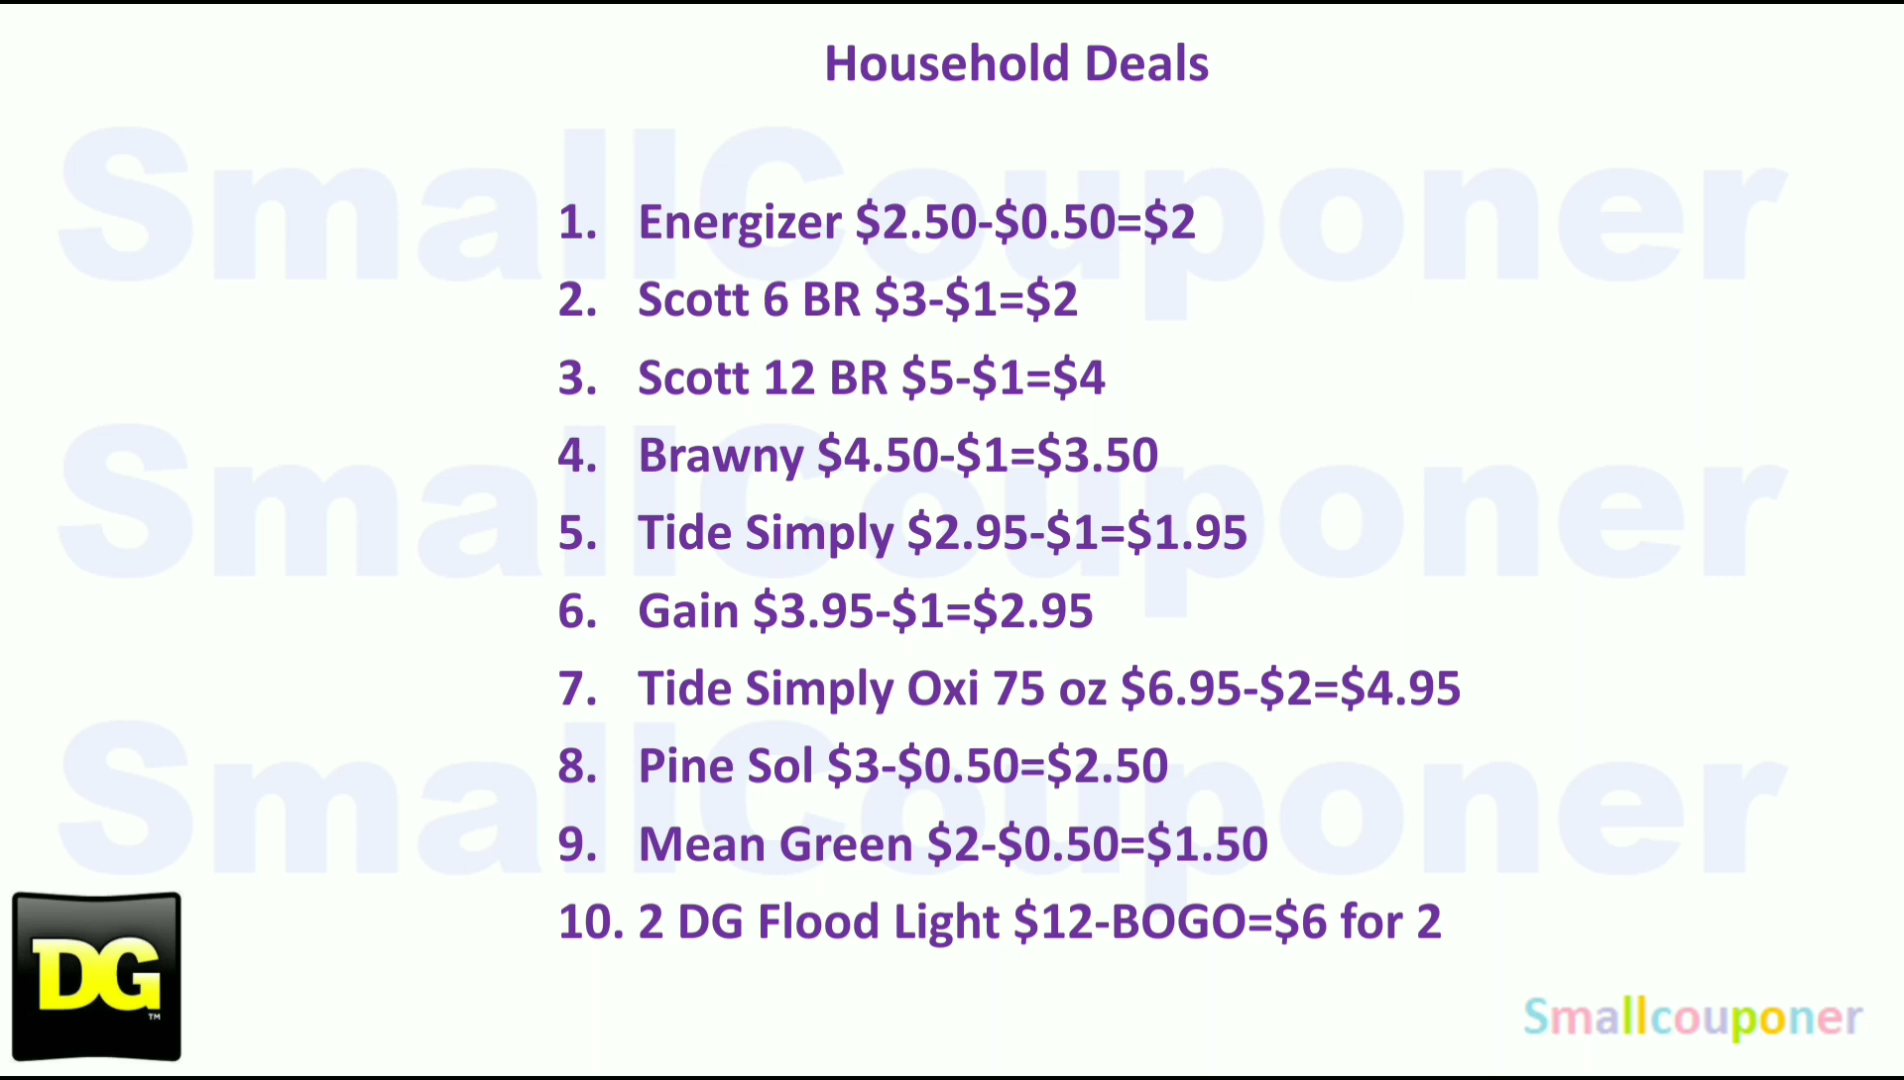 Household Deals
SmallCouponer
1. Energizer $2.50-$0.50=$2
2. Scott 6 BR $3-$1=$2
3. Scott 12 BR $5-$1=$4
SmallCouponer
4. Brawny $4.50-$1=$3.50
5. Tide Simply $2.95-$1=$1.95
6. Gain $3.95-$1=$2.95
7. Tide Simply Oxi 75 oz $6.95-$2=$4.95
SmallCouponer
8. Pine Sol $3-$0.50=$2.50
9. Mean Green $2-$0.50=$1.50
10. 2 DG Flood Light $12-BOGO=$6 for 2
DG™
Smallcouponer